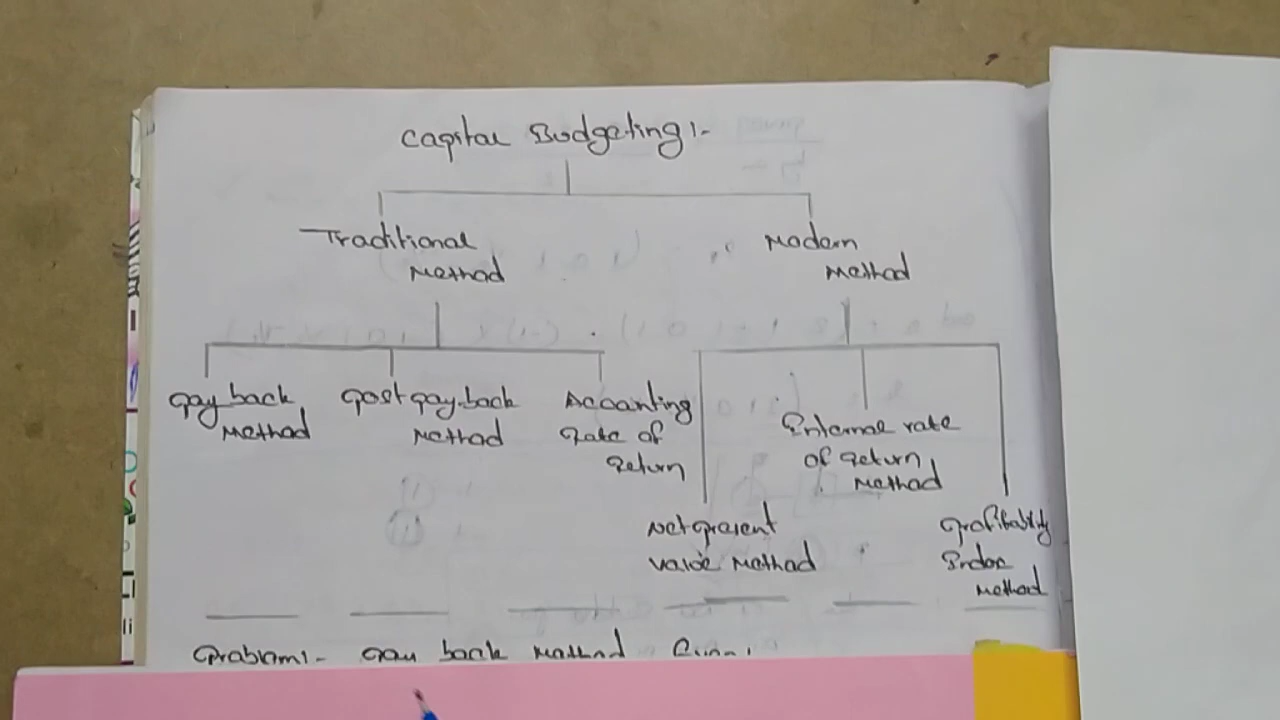 Capital Budgeting :-
Traditional
Method
Modern
Method
Pay back
Method
Post pay-back
Method
Accounting
Rate of
Return
Internal rate
of Return
Method
Net present
value Method
Profitability
Index
Method
Problem :- Pay back Method